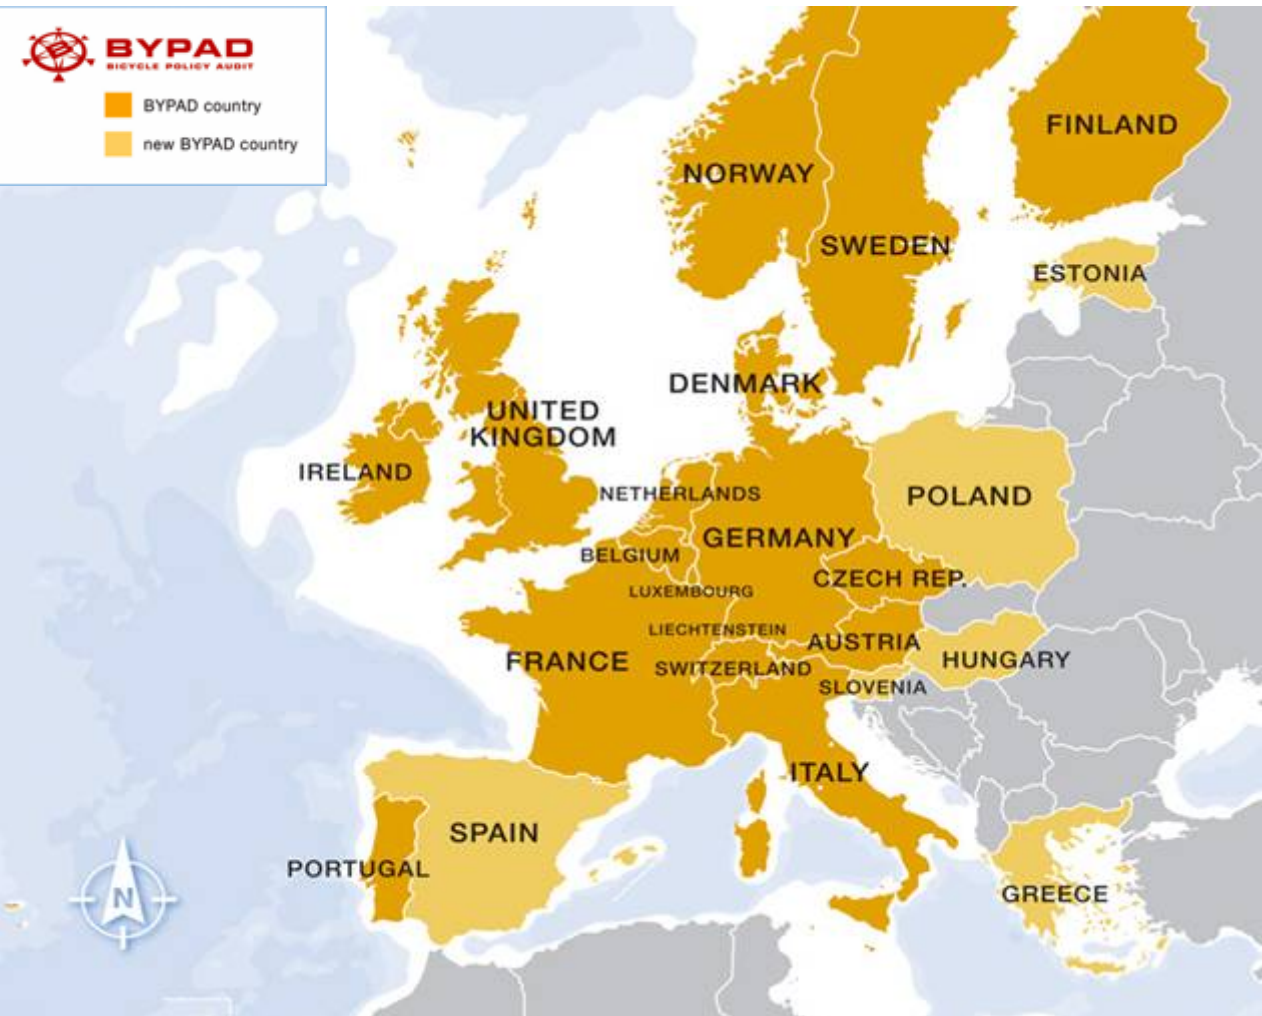 BYPAD
BICYCLE POLICY AUDIT
BYPAD country
new BYPAD country
FINLAND
NORWAY
SWEDEN
ESTONIA
DENMARK
UNITED
KINGDOM
IRELAND
NETHERLANDS
POLAND
GERMANY
BELGIUM
CZECH REP.
LUXEMBOURG
LIECHTENSTEIN
AUSTRIA
FRANCE
SWITZERLAND
HUNGARY
SLOVENIA
ITALY
SPAIN
PORTUGAL
GREECE
N